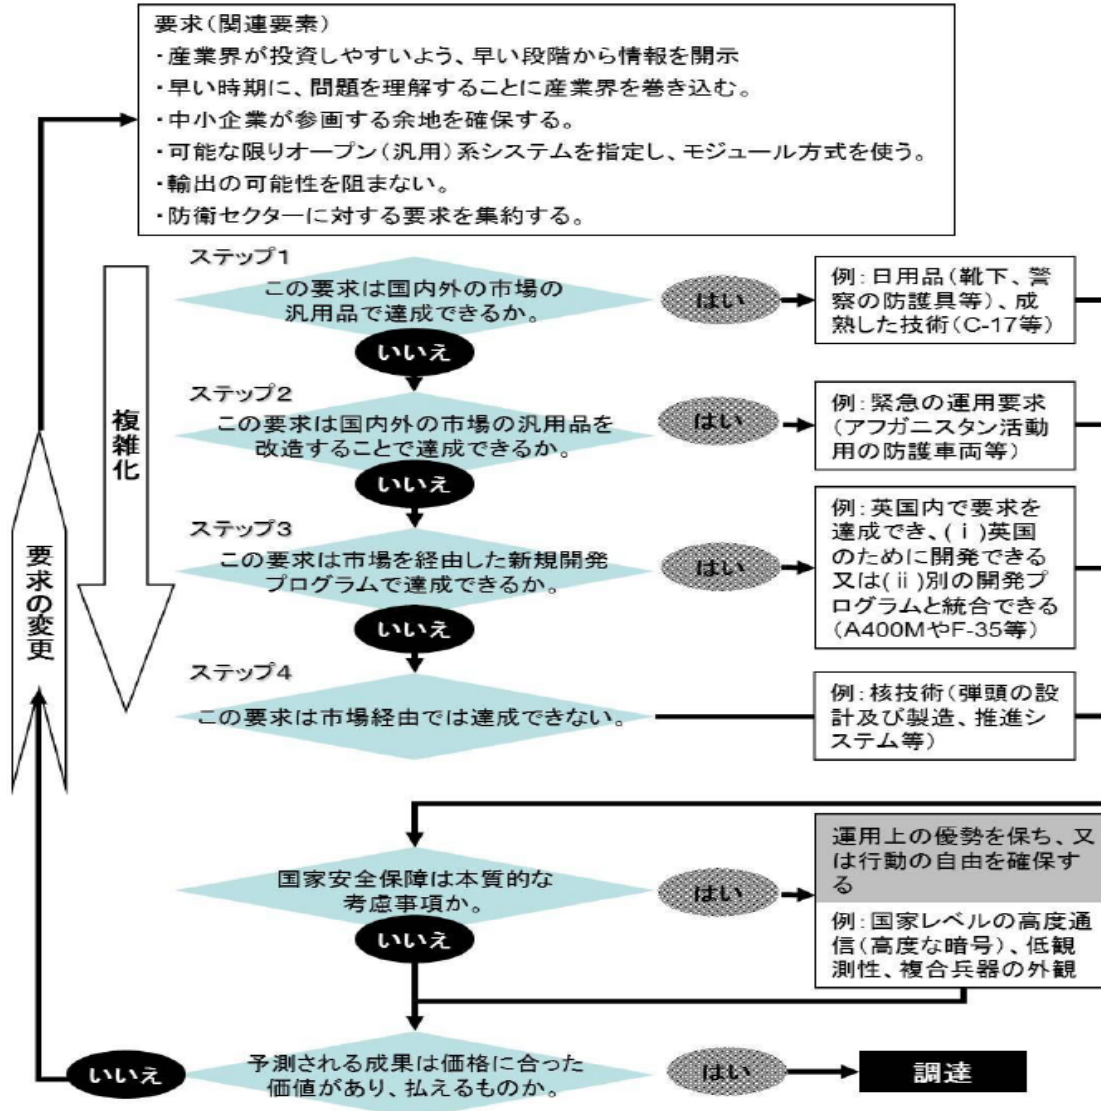 要求(関連要素)
・産業界が投資しやすいよう、早い段階から情報を開示
・早い時期に、問題を理解することに産業界を巻き込む。
・中小企業が参画する余地を確保する。
・可能な限りオープン(汎用)系システムを指定し、モジュール方式を使う。
・輸出の可能性を阻まない。
・防衛セクターに対する要求を集約する。
ステップ1
この要求は国内外の市場の
汎用品で達成できるか。
はい
例:日用品(靴下、警
察の防護具等)、成
熟した技術(C-17等)
いいえ
ステップ2
この要求は国内外の市場の汎用品を
改造することで達成できるか。
はい
例:緊急の運用要求
(アフガニスタン活動
用の防護車両等)
いいえ
複雑化
ステップ3
この要求は市場を経由した新規開発
プログラムで達成できるか。
はい
例:英国内で要求を
達成でき、(ⅰ)英国
のために開発できる
又は(ⅱ)別の開発プ
ログラムと統合できる
(A400MやF-35等)
いいえ
要求の変更
ステップ4
この要求は市場経由では達成できない。
例:核技術(弾頭の設
計及び製造、推進シ
ステム等)
国家安全保障は本質的な
考慮事項か。
はい
運用上の優勢を保ち、又
は行動の自由を確保す
る
例:国家レベルの高度通
信(高度な暗号)、低観
測性、複合兵器の外観
いいえ
予測される成果は価格に合った
価値があり、払えるものか。
いいえ
はい
調達